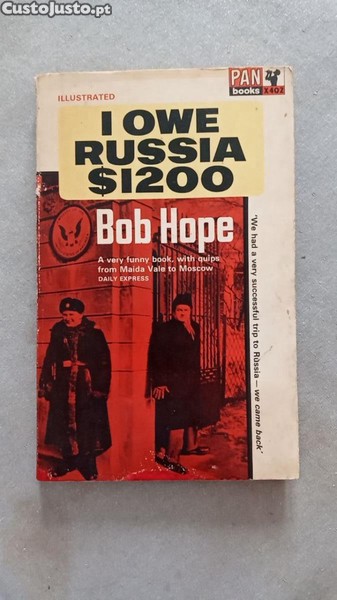 CustoJusto.pt
ILLUSTRATED
PAN
books
X402
I OWE
RUSSIA
$1200
Bob Hope
A very funny book, with quips
from Maida Vale to Moscow
DAILY EXPRESS
"We had a very successful trip to Russia — we came back"